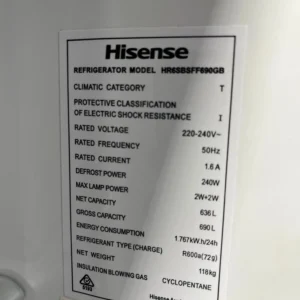 Hisense
REFRIGERATOR MODEL HR6SBSFF690GB
CLIMATIC CATEGORY T
PROTECTIVE CLASSIFICATION
OF ELECTRIC SHOCK RESISTANCE I
RATED VOLTAGE 220-240V~
RATED FREQUENCY 50Hz
RATED CURRENT 1.6 A
DEFROST POWER 240W
MAX LAMP POWER 2W+2W
NET CAPACITY 636 L
GROSS CAPACITY 690 L
ENERGY CONSUMPTION 1.767kW.h/24h
REFRIGERANT TYPE (CHARGE) R600a(72g)
NET WEIGHT 118kg
INSULATION BLOWING GAS CYCLOPENTANE
Hisense